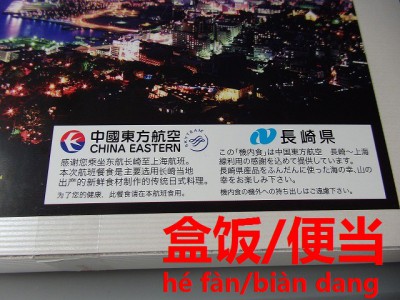 中國東方航空
CHINA EASTERN
SKYTEAM
感谢您乘坐东航长崎至上海航班。
本次航班餐食是主要选用长崎当地
出产的新鲜食材制作的传统日式料理。
为了您的健康，此餐食请在本航班食用。
長崎県
この「機内食」は中国東方航空　長崎～上海
線利用の感謝を込めて提供しています。
長崎県産品をふんだんに使った海の幸、山の
幸をお楽しみ下さい。
機内食の機外への持ち出しはご遠慮下さい。
盒饭/便当
hé fàn/biàn dang